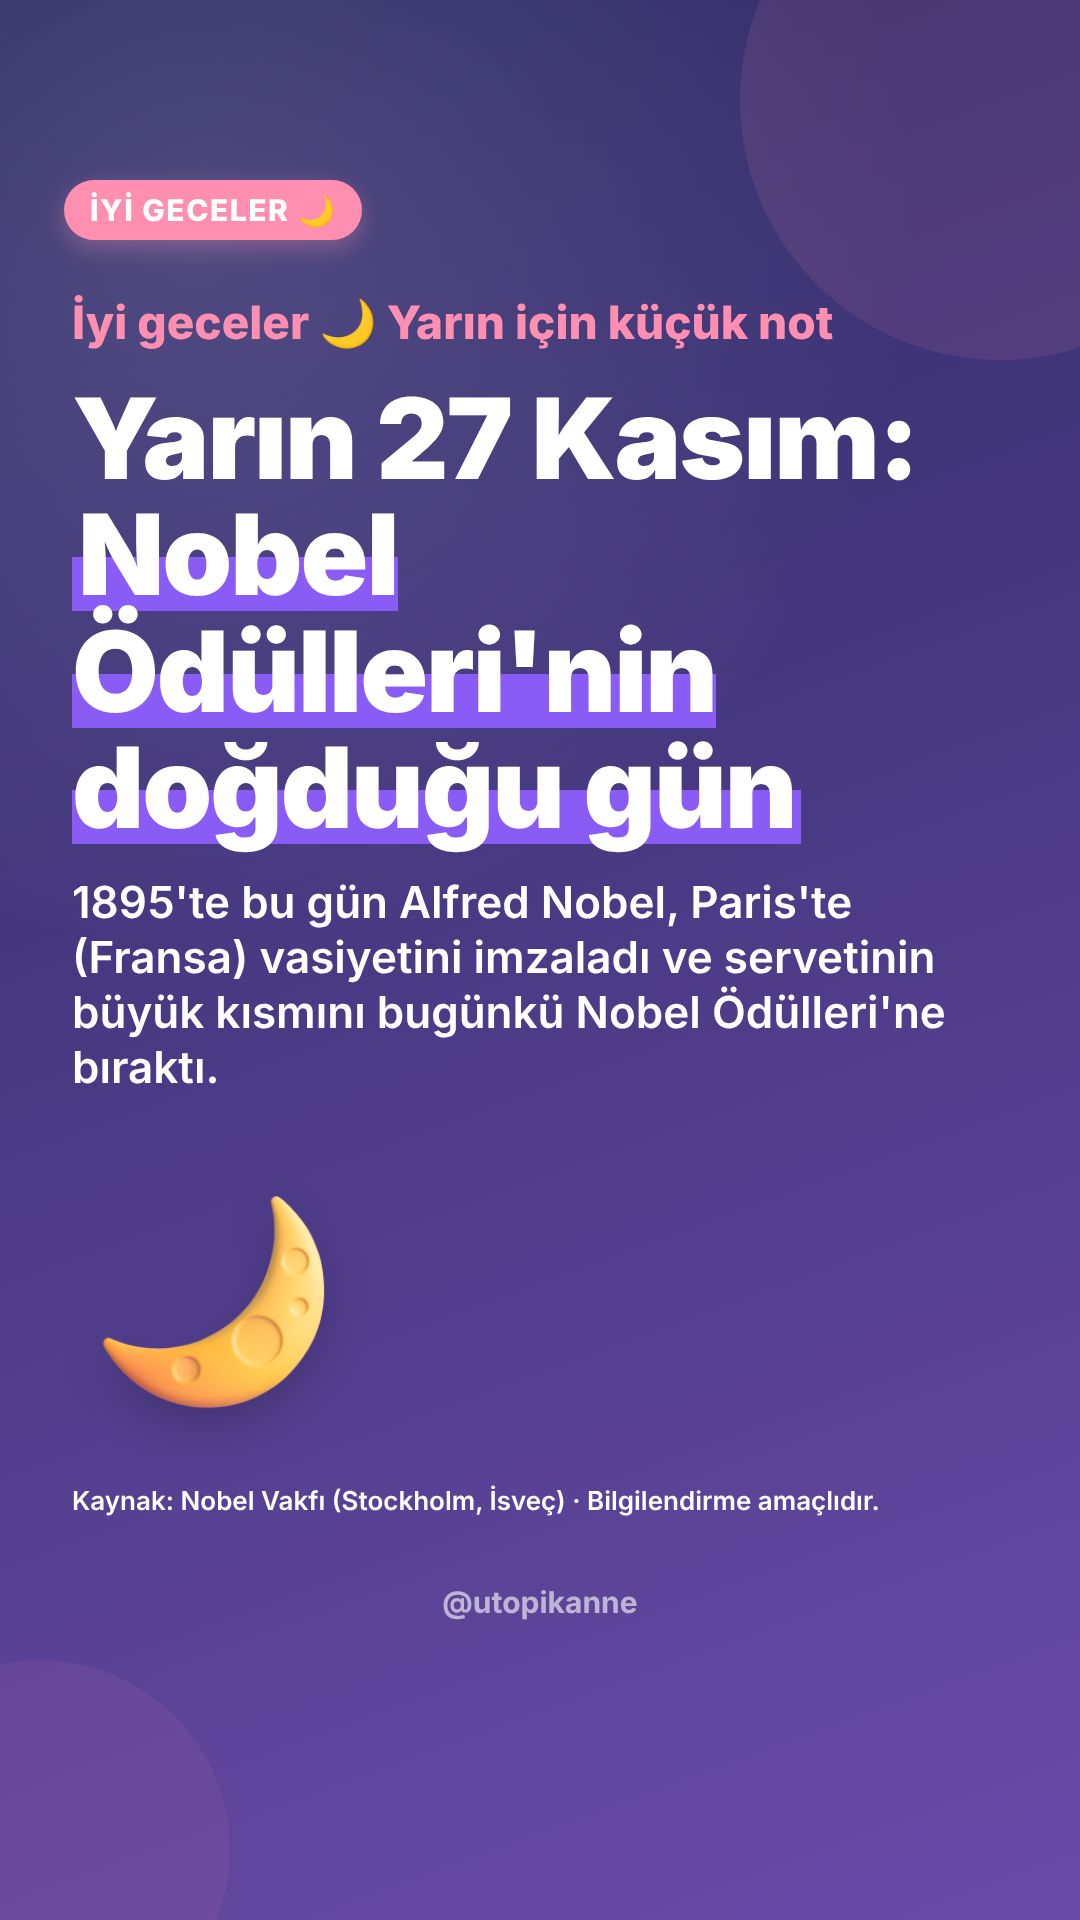 İYİ GECELER 🌙
İyi geceler 🌙 Yarın için küçük not
Yarın 27 Kasım:
Nobel
Ödülleri'nin
doğduğu gün
1895'te bu gün Alfred Nobel, Paris'te
(Fransa) vasiyetini imzaladı ve servetinin
büyük kısmını bugünkü Nobel Ödülleri'ne
bıraktı.
Kaynak: Nobel Vakfı (Stockholm, İsveç) · Bilgilendirme amaçlıdır.
@utopikanne